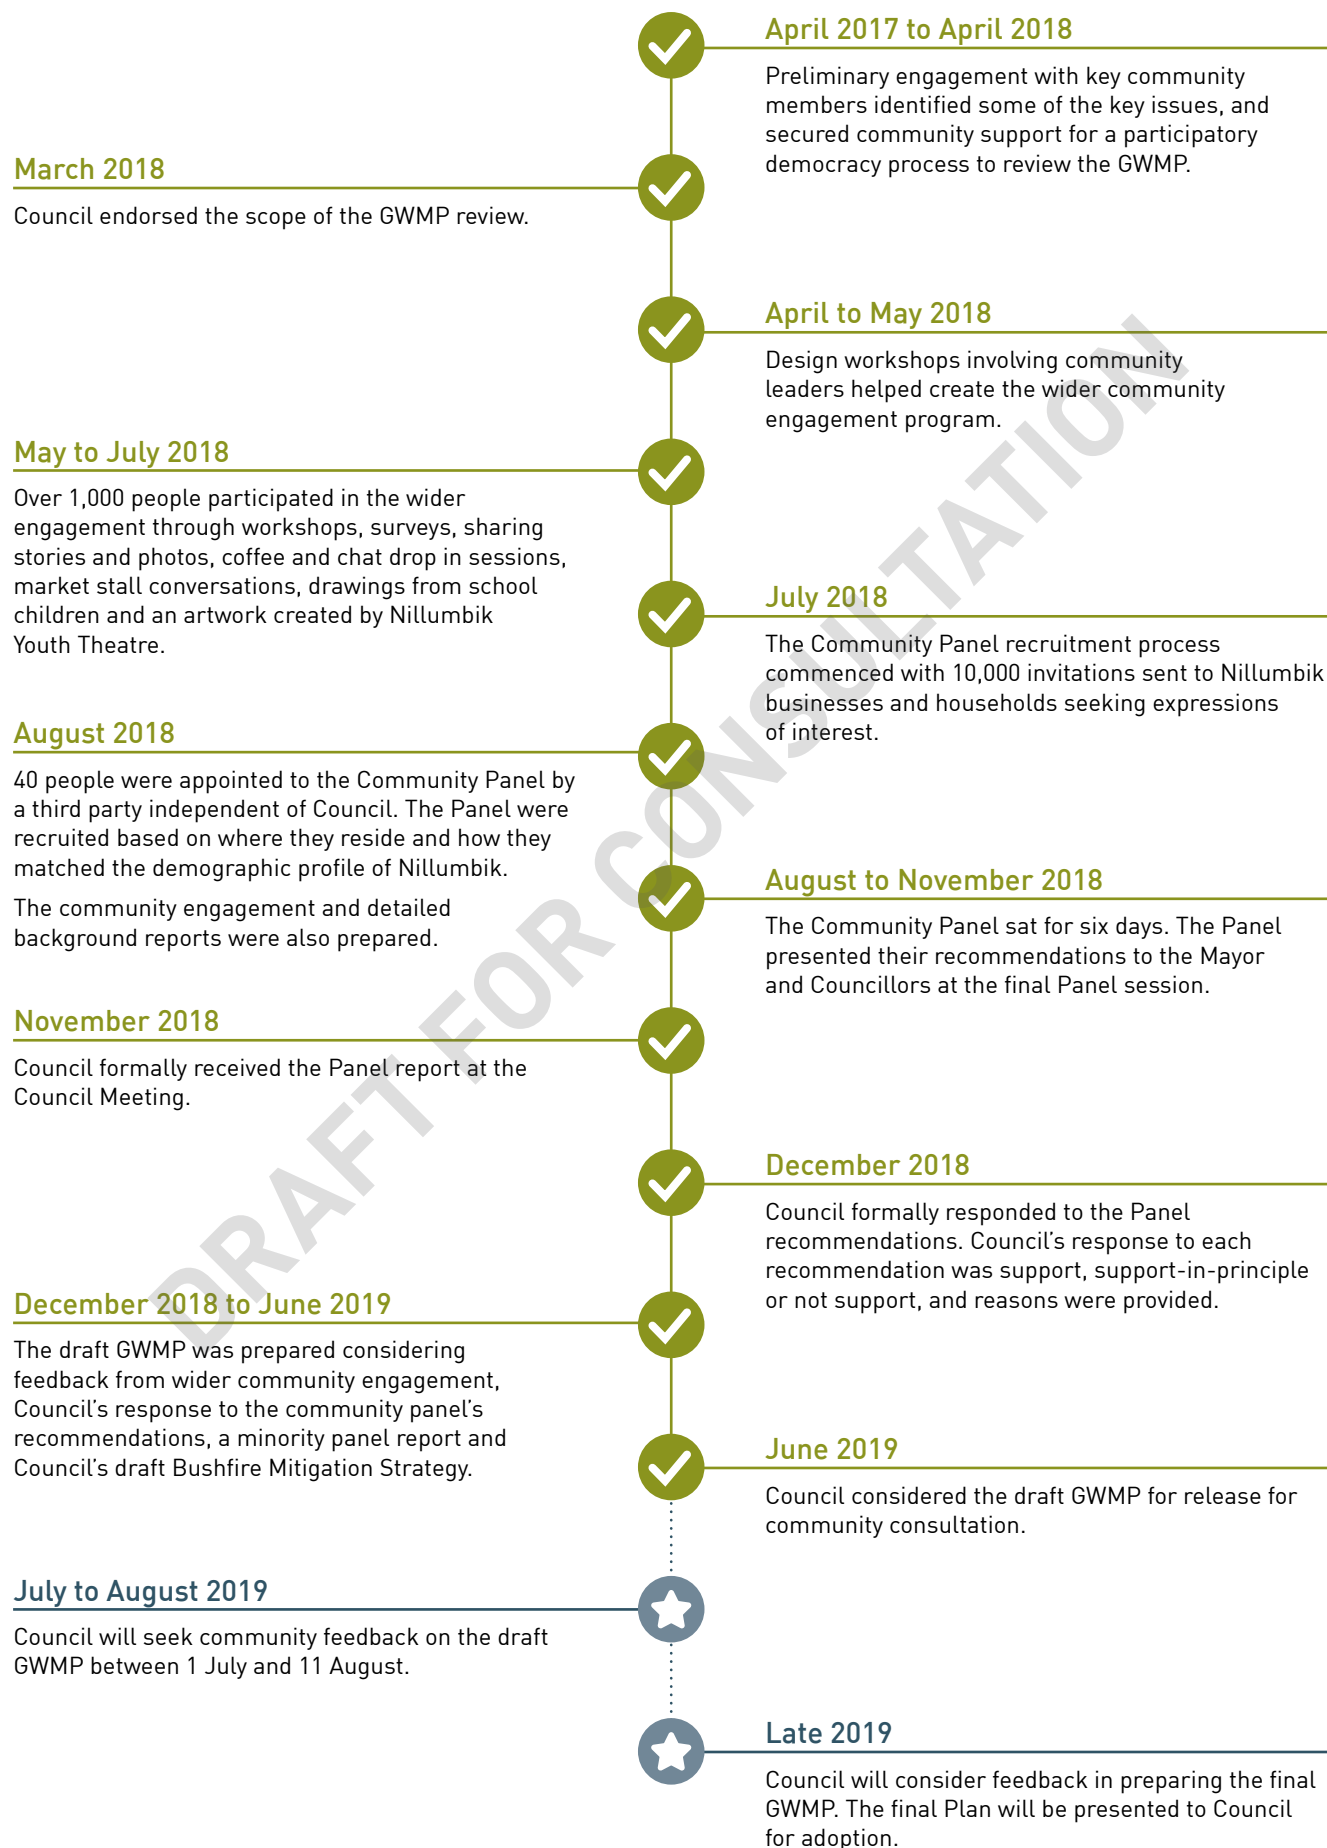 April 2017 to April 2018
Preliminary engagement with key community
members identified some of the key issues, and
secured community support for a participatory
democracy process to review the GWMP.
March 2018
Council endorsed the scope of the GWMP review.
April to May 2018
Design workshops involving community
leaders helped create the wider community
engagement program.
May to July 2018
Over 1,000 people participated in the wider
engagement through workshops, surveys, sharing
stories and photos, coffee and chat drop in sessions,
market stall conversations, drawings from school
children and an artwork created by Nillumbik
Youth Theatre.
July 2018
The Community Panel recruitment process
commenced with 10,000 invitations sent to Nillumbik
businesses and households seeking expressions
of interest.
August 2018
40 people were appointed to the Community Panel by
a third party independent of Council. The Panel were
recruited based on where they reside and how they
matched the demographic profile of Nillumbik.
The community engagement and detailed
background reports were also prepared.
August to November 2018
The Community Panel sat for six days. The Panel
presented their recommendations to the Mayor
and Councillors at the final Panel session.
November 2018
Council formally received the Panel report at the
Council Meeting.
December 2018
Council formally responded to the Panel
recommendations. Council's response to each
recommendation was support, support-in-principle
or not support, and reasons were provided.
December 2018 to June 2019
The draft GWMP was prepared considering
feedback from wider community engagement,
Council's response to the community panel's
recommendations, a minority panel report and
Council's draft Bushfire Mitigation Strategy.
June 2019
Council considered the draft GWMP for release for
community consultation.
July to August 2019
Council will seek community feedback on the draft
GWMP between 1 July and 11 August.
Late 2019
Council will consider feedback in preparing the final
GWMP. The final Plan will be presented to Council
for adoption.
DRAFT FOR CONSULTATION